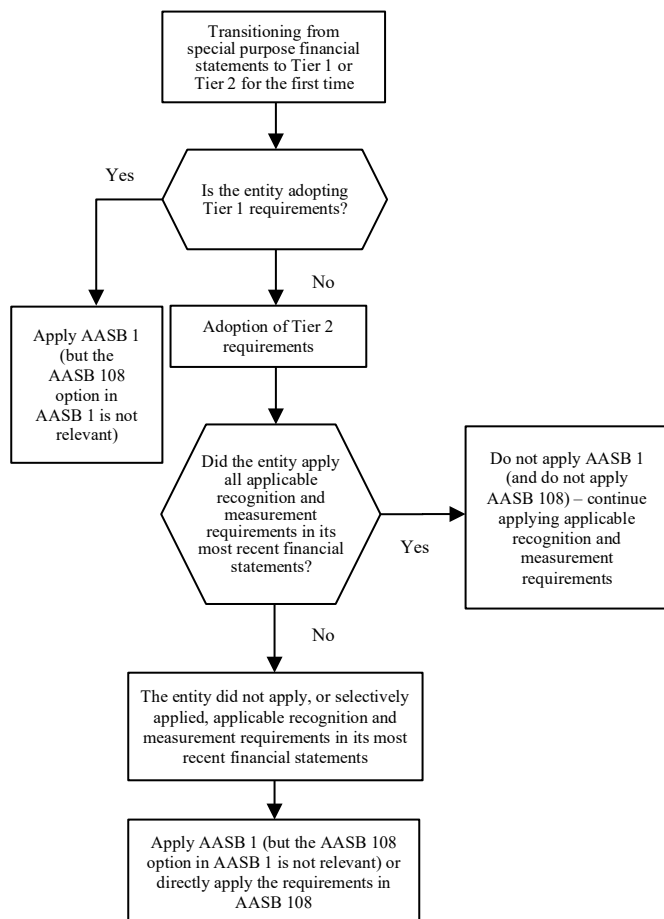 Transitioning from
special purpose financial
statements to Tier 1 or
Tier 2 for the first time
Yes
Is the entity adopting
Tier 1 requirements?
No
Apply AASB 1
(but the
AASB 108
option in
AASB 1 is not
relevant)
Adoption of Tier 2
requirements
Did the entity apply
all applicable
recognition and
measurement
requirements in its
most recent financial
statements?
Yes
Do not apply AASB 1
(and do not apply
AASB 108) – continue
applying applicable
recognition and
measurement
requirements
No
The entity did not apply, or selectively
applied, applicable recognition and
measurement requirements in its most
recent financial statements
Apply AASB 1 (but the AASB 108
option in AASB 1 is not relevant) or
directly apply the requirements in
AASB 108